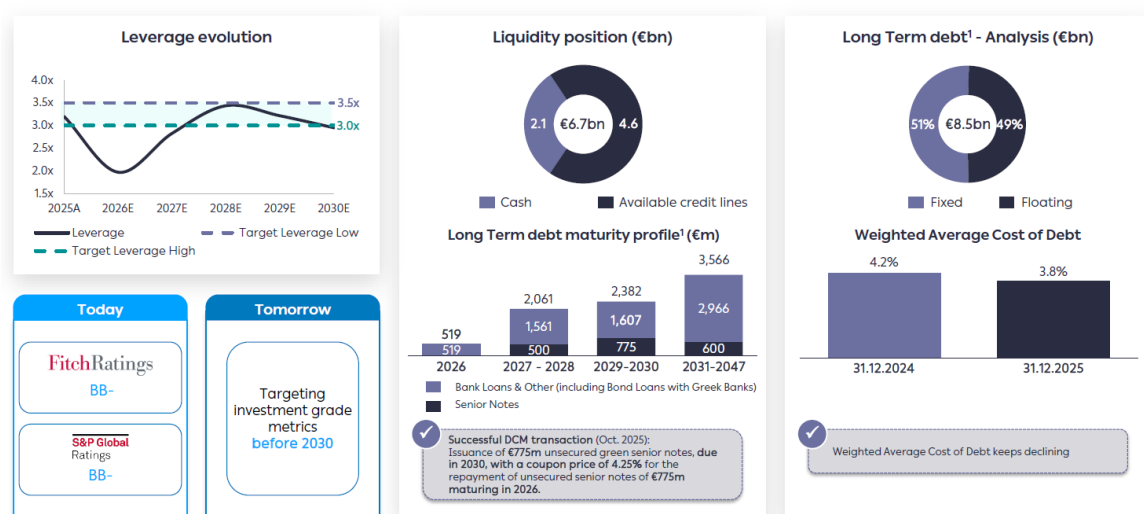 Leverage evolution
4.0x
3.5x
3.0x
2.5x
2.0x
1.5x
3.5x
3.0x
2025A 2026E 2027E 2028E 2029E 2030E
Leverage
Target Leverage Low
Target Leverage High
Today
FitchRatings
BB-
S&P Global
Ratings
BB-
Tomorrow
Targeting
investment grade
metrics
before 2030
Liquidity position (€bn)
2.1
€6.7bn
4.6
Cash
Available credit lines
Long Term debt maturity profile¹ (€m)
519
2,061
2,382
3,566
1,561
1,607
2,966
519
500
775
600
2026
2027 - 2028
2029-2030
2031-2047
Bank Loans & Other (including Bond Loans with Greek Banks)
Senior Notes
Successful DCM transaction (Oct. 2025):
Issuance of €775m unsecured green senior notes, due
in 2030, with a coupon price of 4.25% for the
repayment of unsecured senior notes of €775m
maturing in 2026.
Long Term debt¹ - Analysis (€bn)
51%
€8.5bn
49%
Fixed
Floating
Weighted Average Cost of Debt
4.2%
3.8%
31.12.2024
31.12.2025
Weighted Average Cost of Debt keeps declining